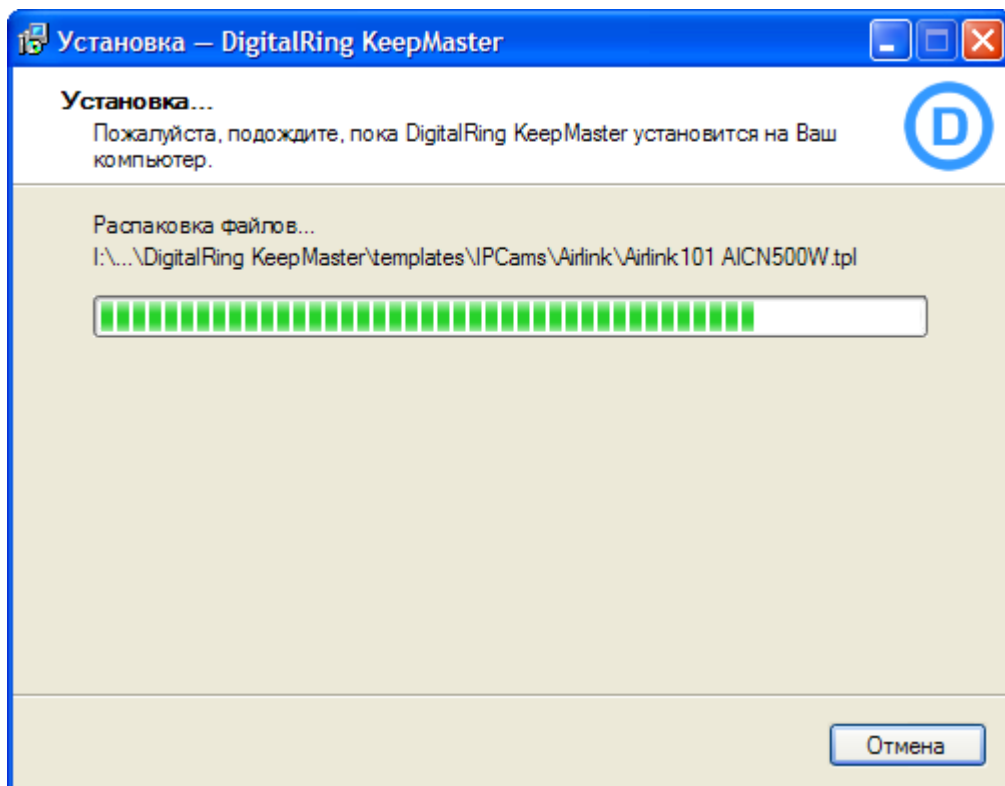 Установка — DigitalRing KeepMaster
Установка...
Пожалуйста, подождите, пока DigitalRing KeepMaster установится на Ваш
компьютер.
D
Распаковка файлов...
I:\...\DigitalRing KeepMaster\templates\IPCams\Airlink\Airlink101 AICN500W.tpl
Отмена